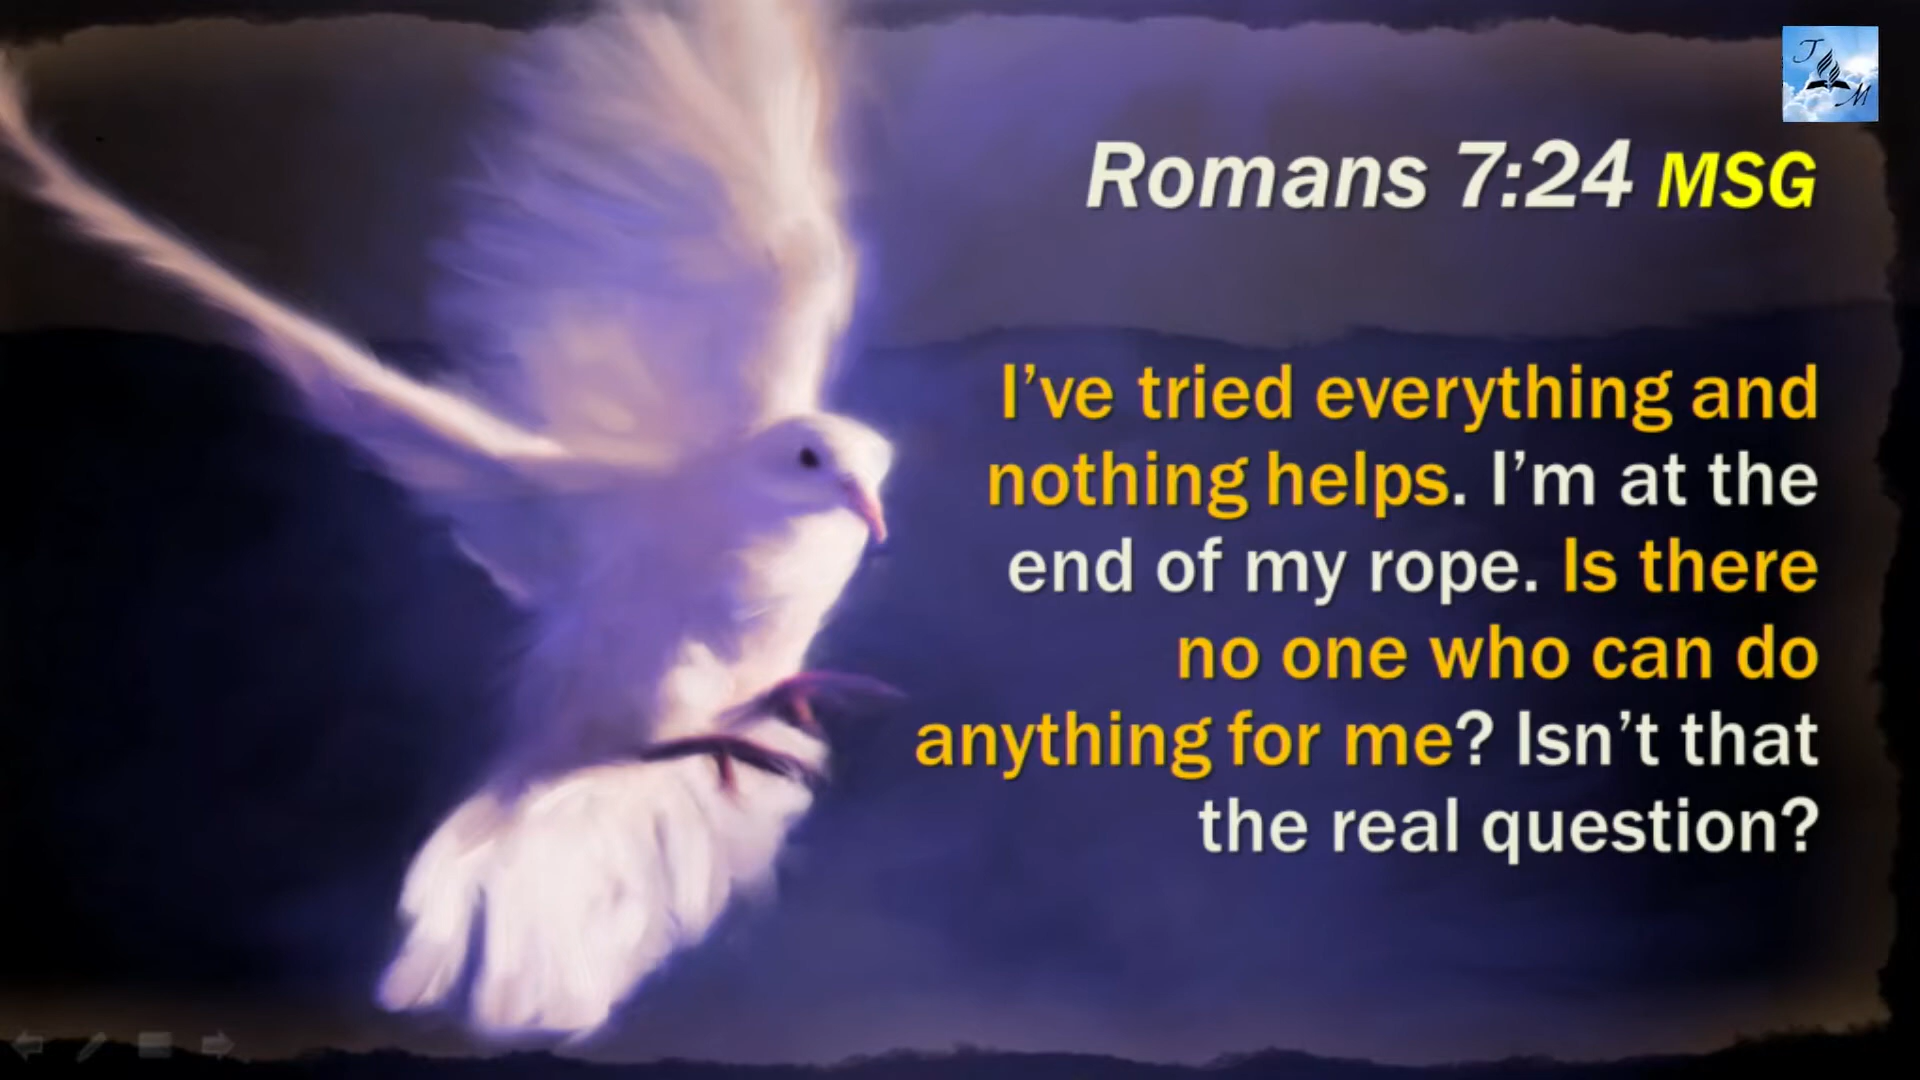 J
M
Romans 7:24 MSG
I’ve tried everything and
nothing helps. I’m at the
end of my rope. Is there
no one who can do
anything for me? Isn’t that
the real question?